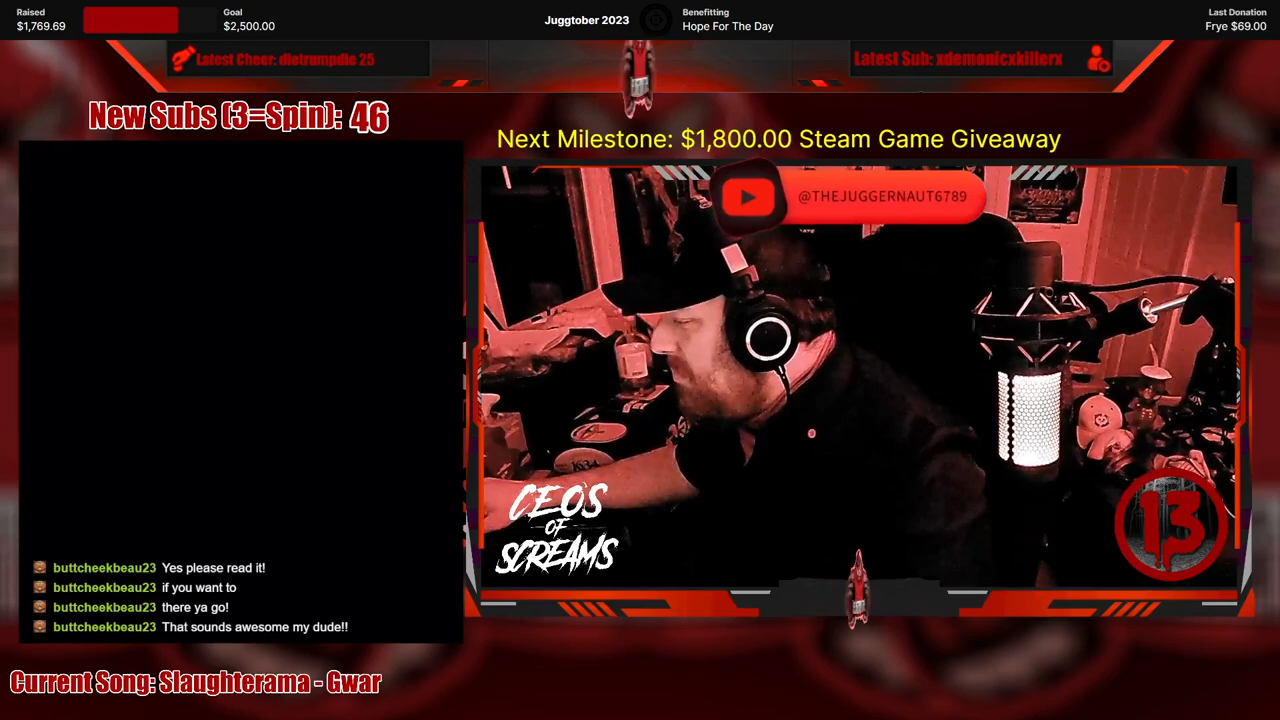 Raised
$1,769.69
Goal
$2,500.00
Juggtober 2023
Benefitting
Hope For The Day
Last Donation
Frye $69.00
Latest Cheer: dietrumpdie 25
Latest Sub: xdemonicxkillerx
New Subs (3=Spin): 46
Next Milestone: $1,800.00 Steam Game Giveaway
@THEJUGGERNAUT6789
1634
CEO'S
OF
SCREAMS
13
buttcheekbeau23 Yes please read it!
buttcheekbeau23 if you want to
buttcheekbeau23 there ya go!
buttcheekbeau23 That sounds awesome my dude!!
Current Song: Slaughterama - Gwar